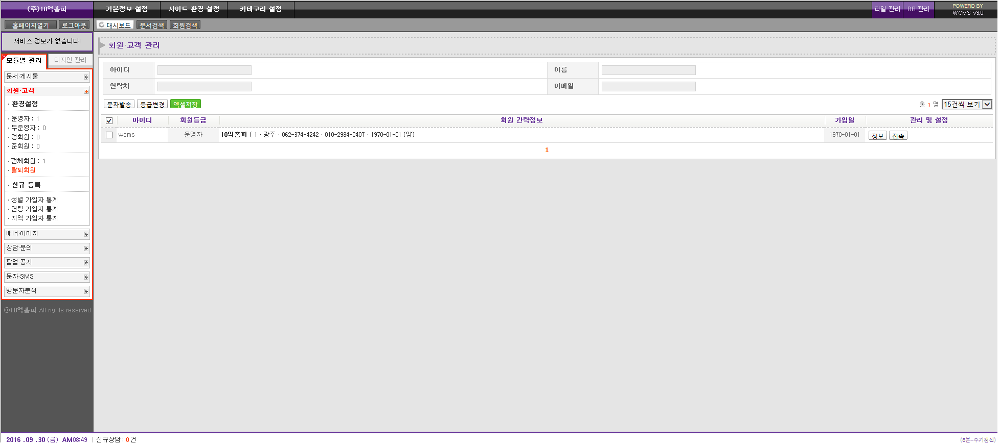 (주)10억홈피 기본정보 설정 사이트 환경 설정 카테고리 설정 파일 관리 DB 관리 POWERD BY
WCMS v3.0
홈페이지열기 로그아웃 대시보드 문서검색 회원검색
서비스 정보가 없습니다!
모듈별 관리 디자인 관리
문서·게시물
회원·고객
· 환경설정
· 운영자 : 1
· 부운영자 : 0
· 정회원 : 0
· 준회원 : 0
· 전체회원 : 1
· 탈퇴회원
· 신규 등록
· 성별 가입자 통계
· 연령 가입자 통계
· 지역 가입자 통계
배너·이미지
상담·문의
팝업·공지
문자·SMS
방문자분석
ⓒ10억홈피 All rights reserved
회원·고객 관리
아이디 이름
연락처 이메일
문자발송 등급변경 엑셀저장 총 1 명 15건씩 보기
아이디 회원등급 회원 간략정보 가입일 관리 및 설정
wcms 운영자 10억홈피 ( 1 · 광주 · 062-374-4242 · 010-2984-0407 · 1970-01-01 (양) 1970-01-01 정보 접속
1
2016 .09 .30 (금) AM08:49 | 신규상담 : 0 건 (6분-주기갱신)